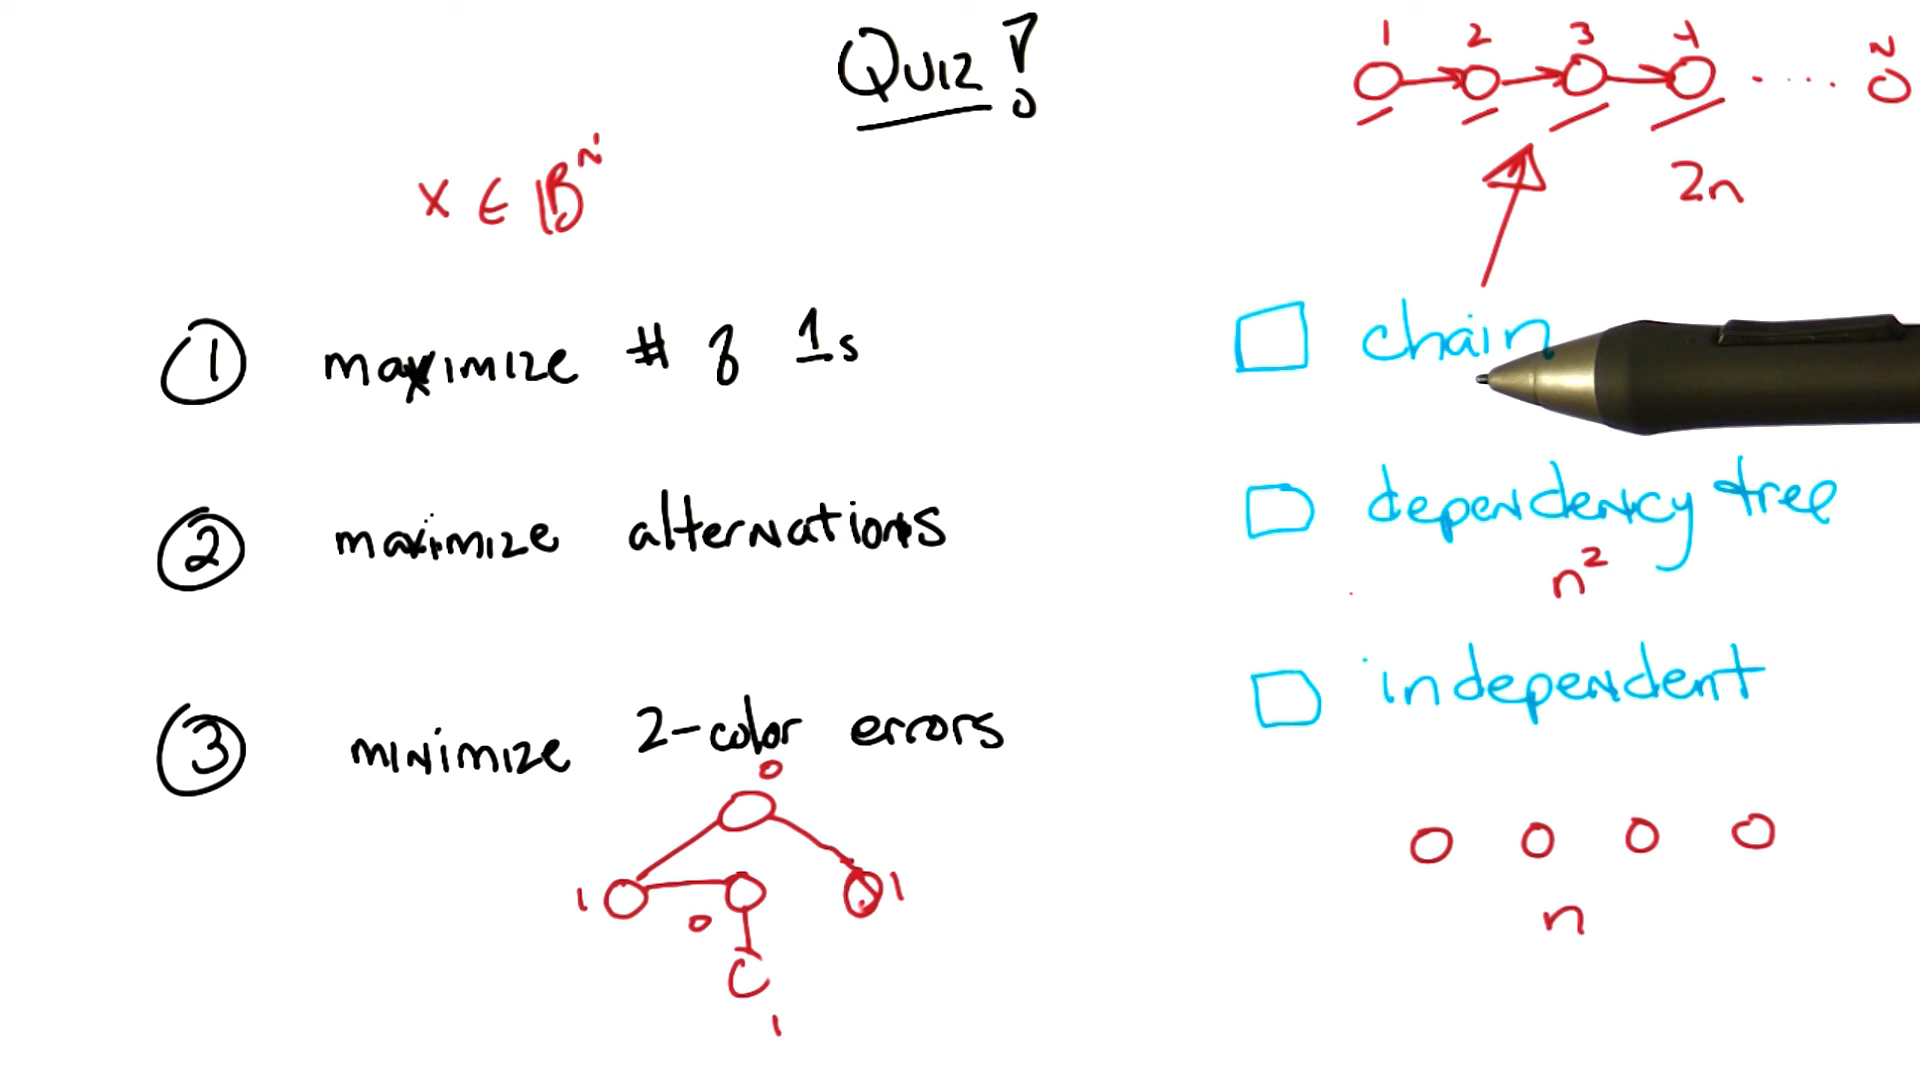 Quiz?
1 2 3 4 ..... N
2n
x ∈ B^N
① maximize # of 1s
chain
② maximize alternations
dependency tree
n²
③ minimize 2-color errors
independent
0
1 0 1
1
n